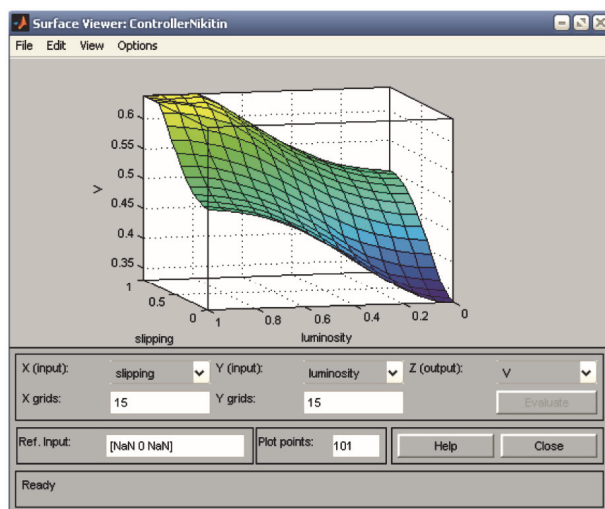 Surface Viewer: ControllerNikitin
File Edit View Options
0.6
0.55
0.5
0.45
0.4
0.35
V
1
0.5
0
slipping
1 0.8 0.6 0.4 0.2 0
luminosity
X (input): slipping Y (input): luminosity Z (output): V
X grids: 15 Y grids: 15 Evaluate
Ref. Input: [NaN 0 NaN] Plot points: 101 Help Close
Ready